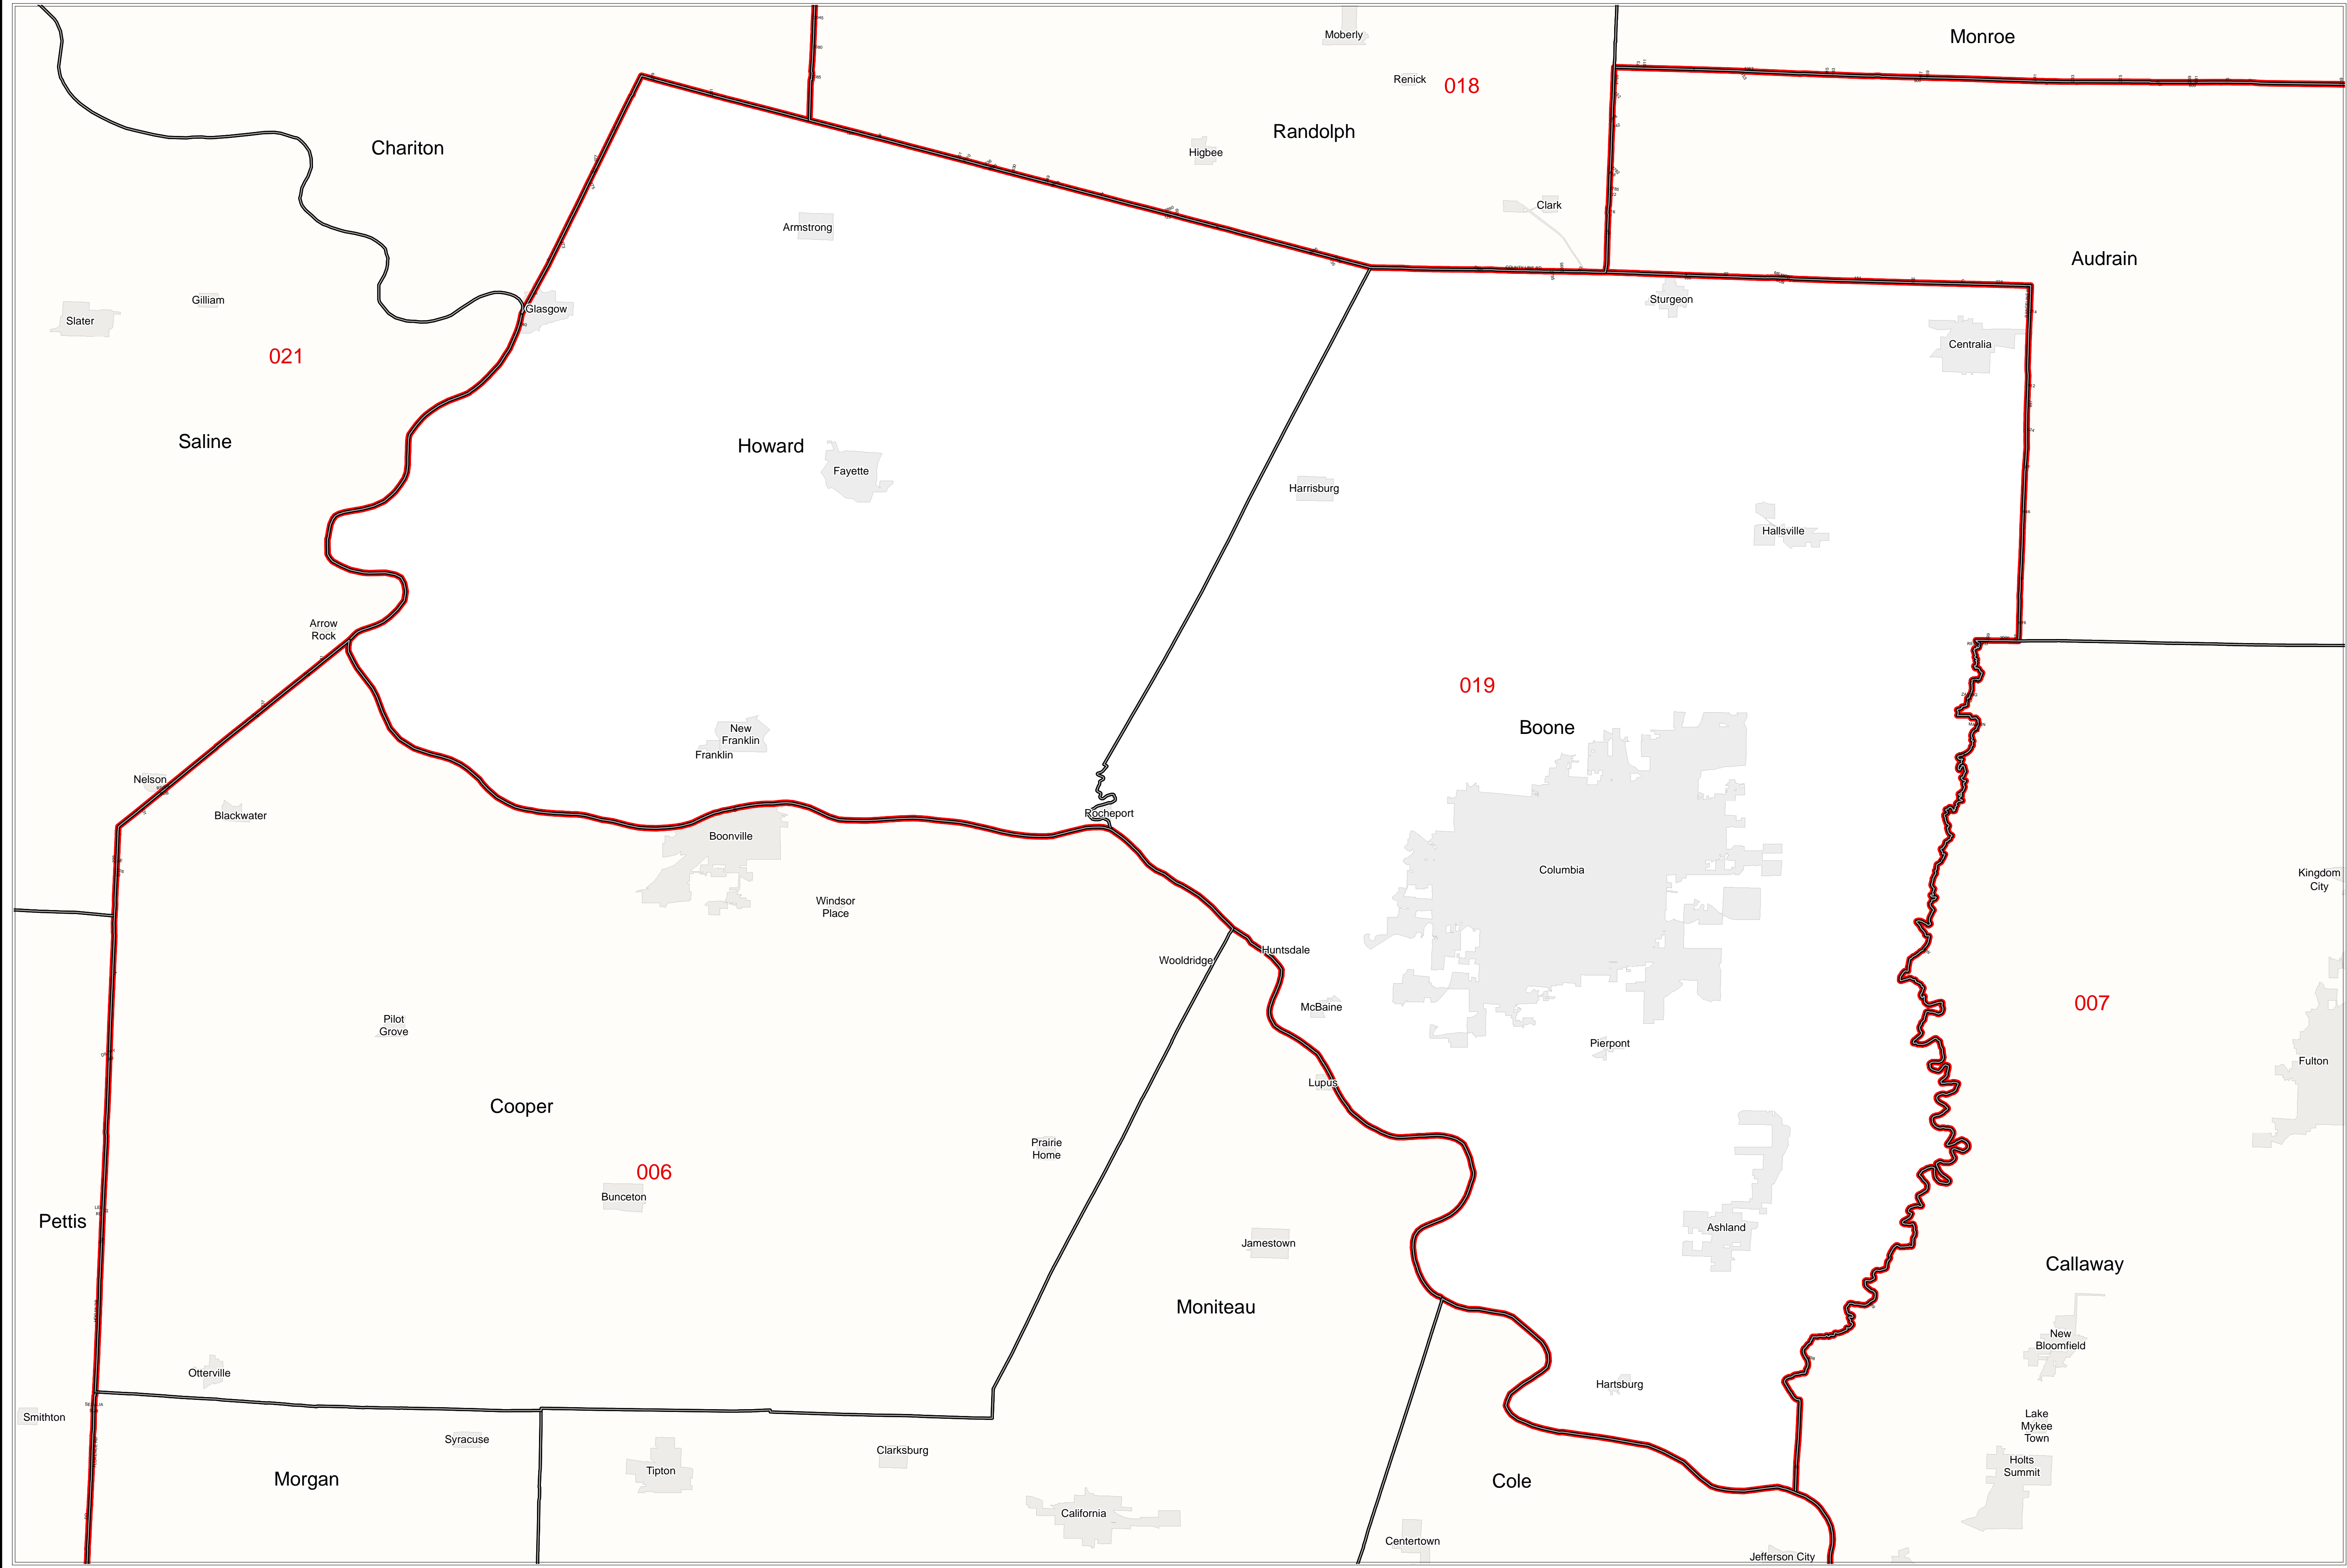 Moberly
Monroe
Renick
018
Randolph
Chariton
Higbee
Clark
Armstrong
Audrain
COUNTY LINE RD
Gilliam
Sturgeon
Glasgow
Slater
Centralia
021
Saline
Howard
Fayette
Harrisburg
Hallsville
Arrow
Rock
019
New
Franklin
Boone
Franklin
Nelson
Blackwater
Rocheport
Boonville
Columbia
Kingdom
City
Windsor
Place
Huntsdale
Wooldridge
McBaine
007
Pilot
Grove
Pierpont
Fulton
Lupus
Cooper
Prairie
Home
006
Bunceton
Pettis
Ashland
Jamestown
Callaway
Moniteau
New
Bloomfield
Otterville
Hartsburg
Smithton
Lake
Mykee
Town
Syracuse
Clarksburg
Holts
Summit
Tipton
Morgan
Cole
California
Centertown
Jefferson City